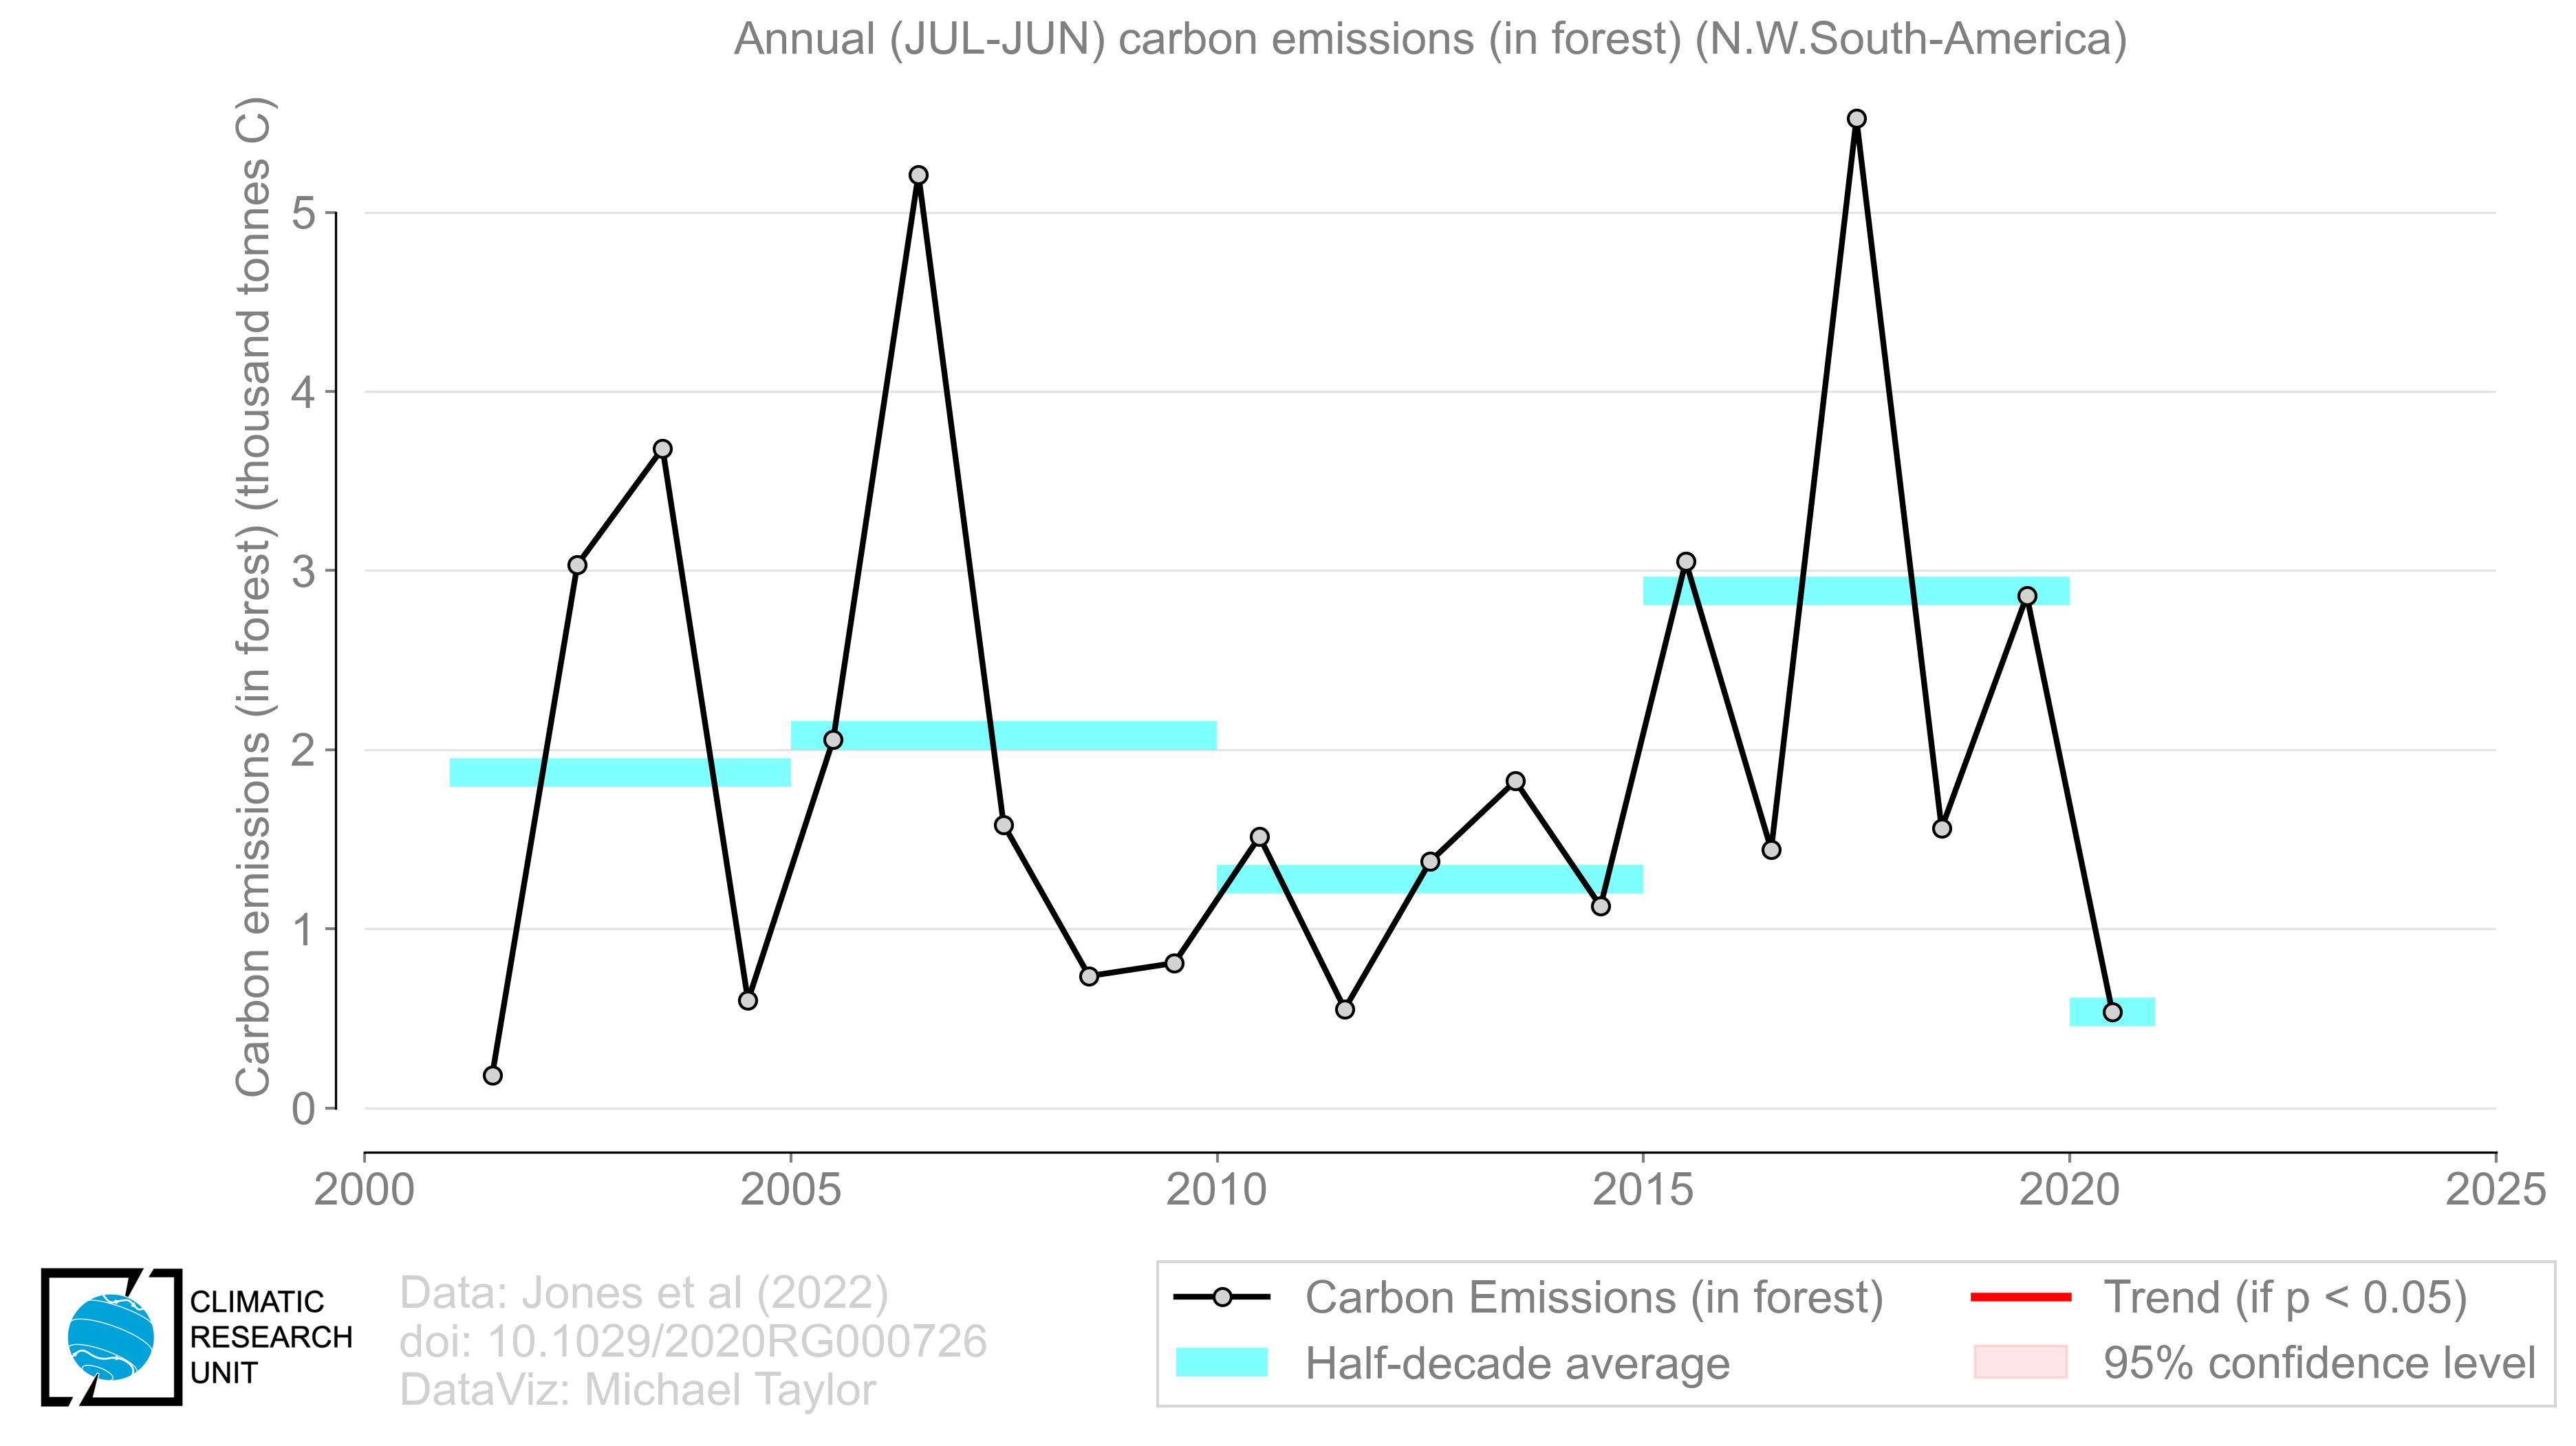 Annual (JUL-JUN) carbon emissions (in forest) (N.W.South-America)
Carbon emissions (in forest) (thousand tonnes C)
5
4
3
2
1
0
2000 2005 2010 2015 2020 2025
CLIMATIC
RESEARCH
UNIT
Data: Jones et al (2022)
doi: 10.1029/2020RG000726
DataViz: Michael Taylor
Carbon Emissions (in forest)
Half-decade average
Trend (if p < 0.05)
95% confidence level